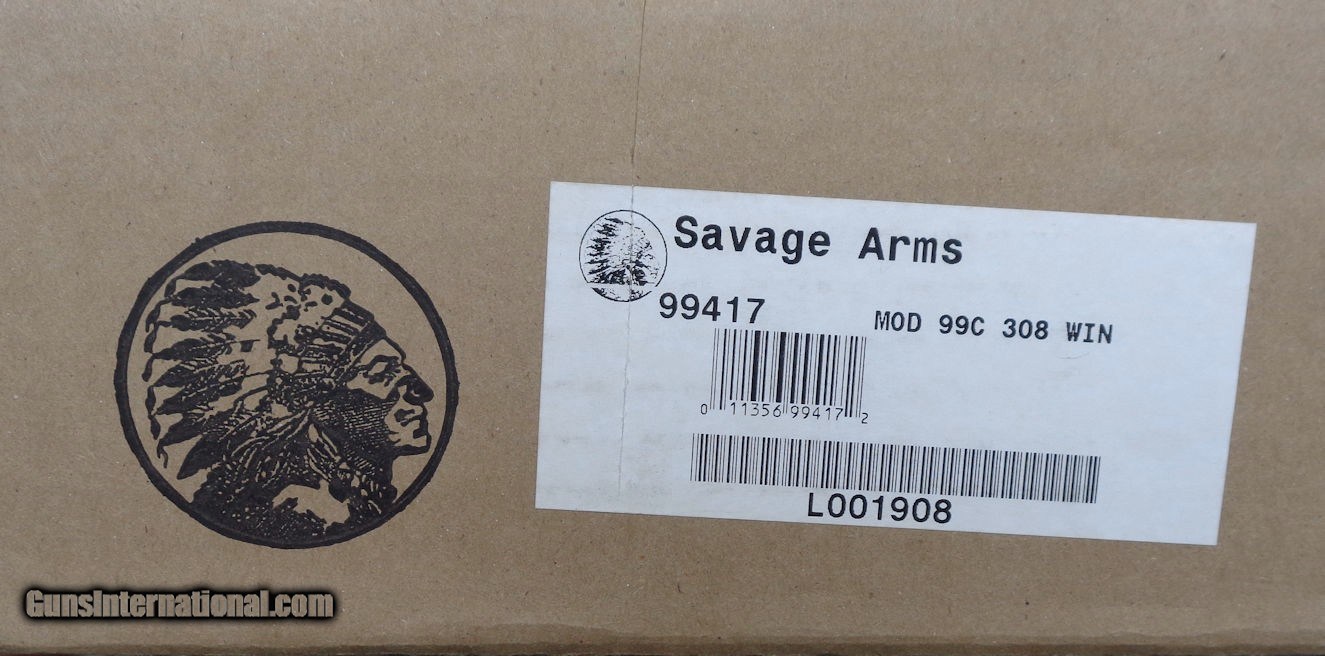 Savage Arms
99417
MOD 99C 308 WIN
0 11356 99417 2
L001908
GunsInternational.com